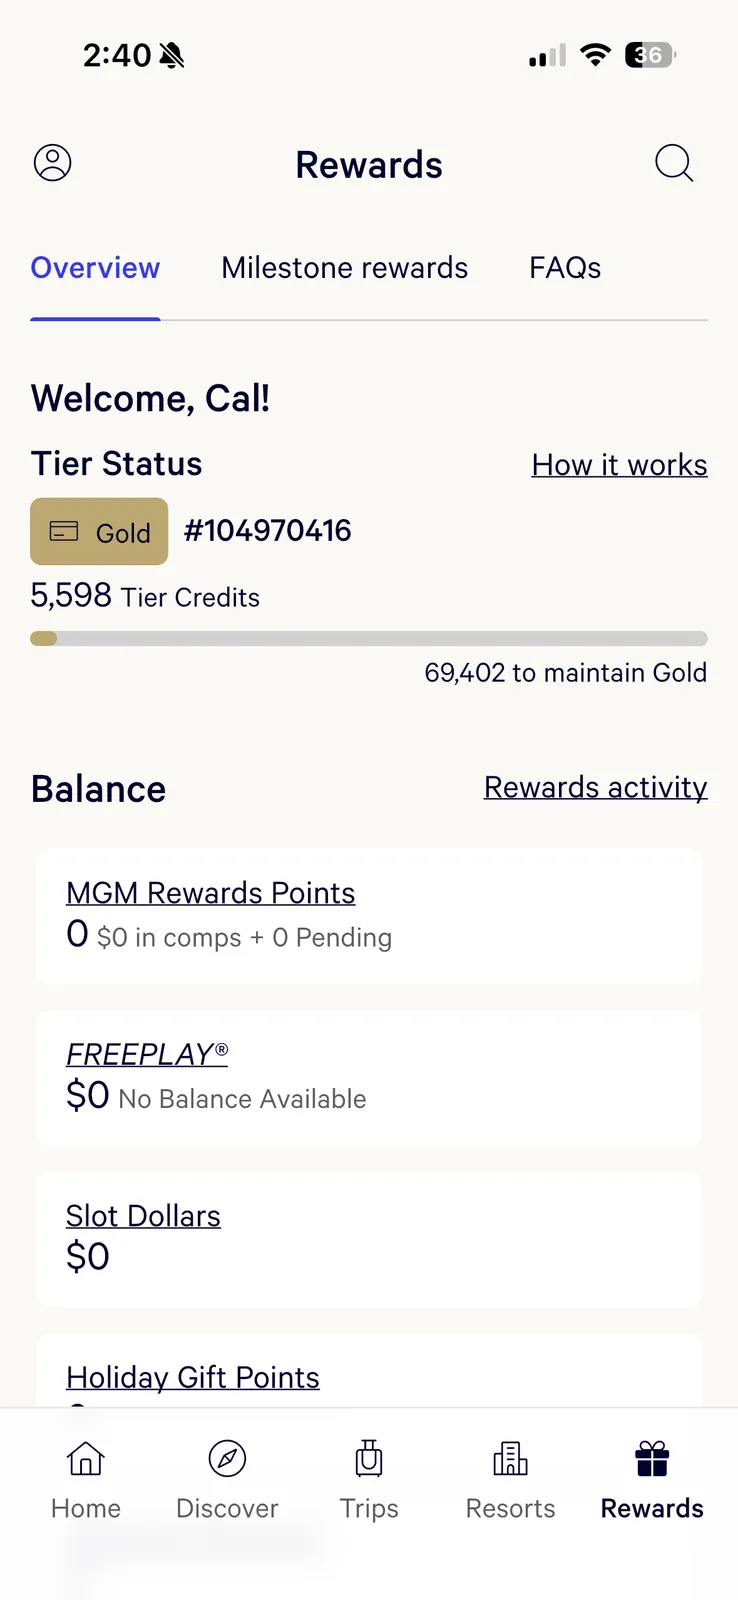 2:40
36
Rewards
Overview Milestone rewards FAQs
Welcome, Cal!
Tier Status How it works
Gold #104970416
5,598 Tier Credits
69,402 to maintain Gold
Balance Rewards activity
MGM Rewards Points
0 $0 in comps + 0 Pending
FREEPLAY®
$0 No Balance Available
Slot Dollars
$0
Holiday Gift Points
Home Discover Trips Resorts Rewards